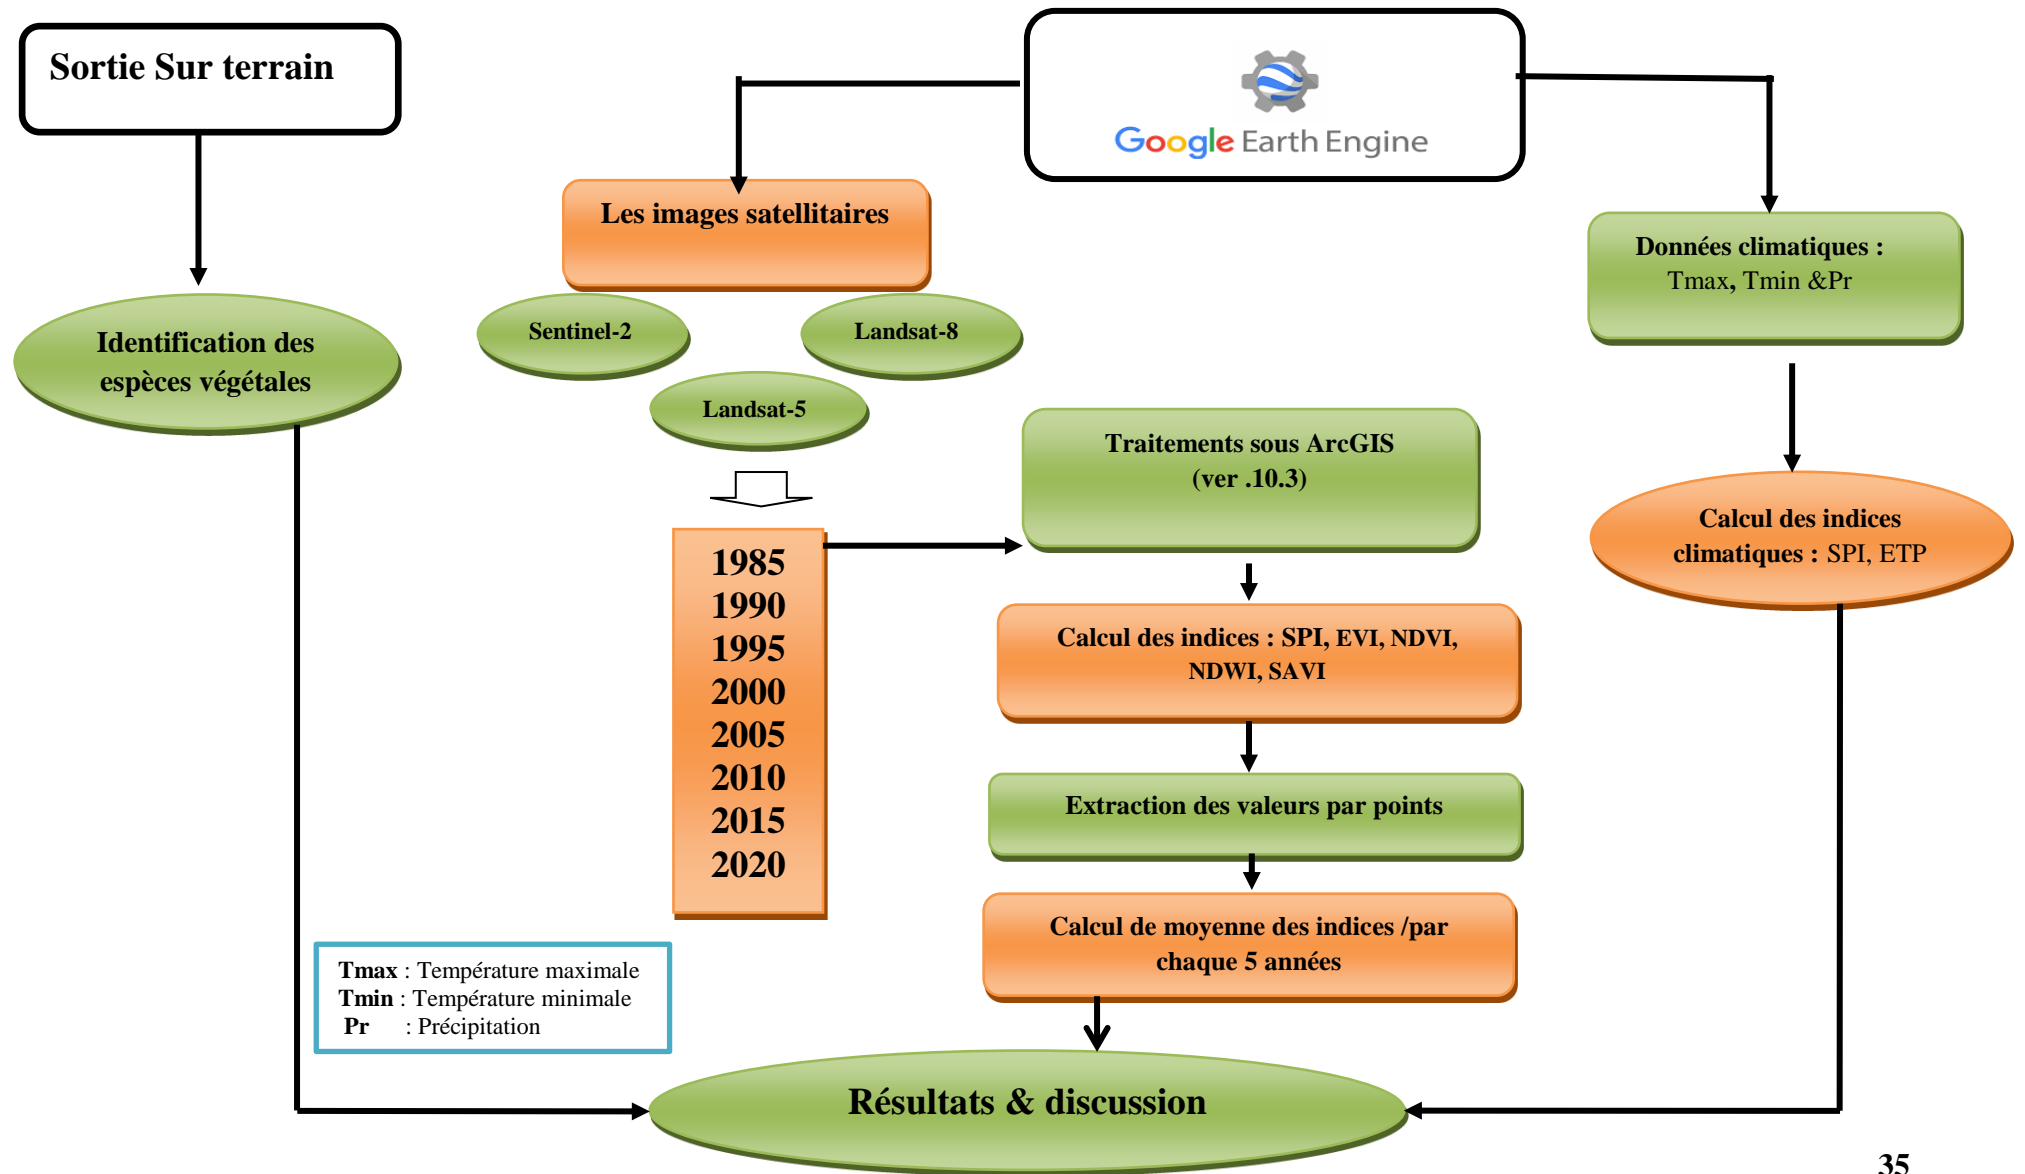 Sortie Sur terrain
Google Earth Engine
Les images satellitaires
Données climatiques :
Tmax, Tmin &Pr
Sentinel-2
Landsat-8
Landsat-5
Identification des
espèces végétales
Traitements sous ArcGIS
(ver .10.3)
Calcul des indices
climatiques : SPI, ETP
1985
1990
1995
2000
2005
2010
2015
2020
Calcul des indices : SPI, EVI, NDVI,
NDWI, SAVI
Extraction des valeurs par points
Calcul de moyenne des indices /par
chaque 5 années
Tmax : Température maximale
Tmin : Température minimale
Pr : Précipitation
Résultats & discussion
35